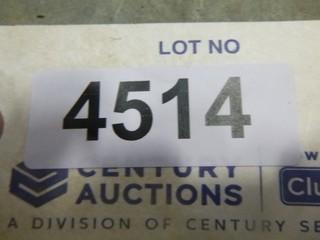 LOT NO
4514
CENTURY
AUCTIONS
A DIVISION OF CENTURY